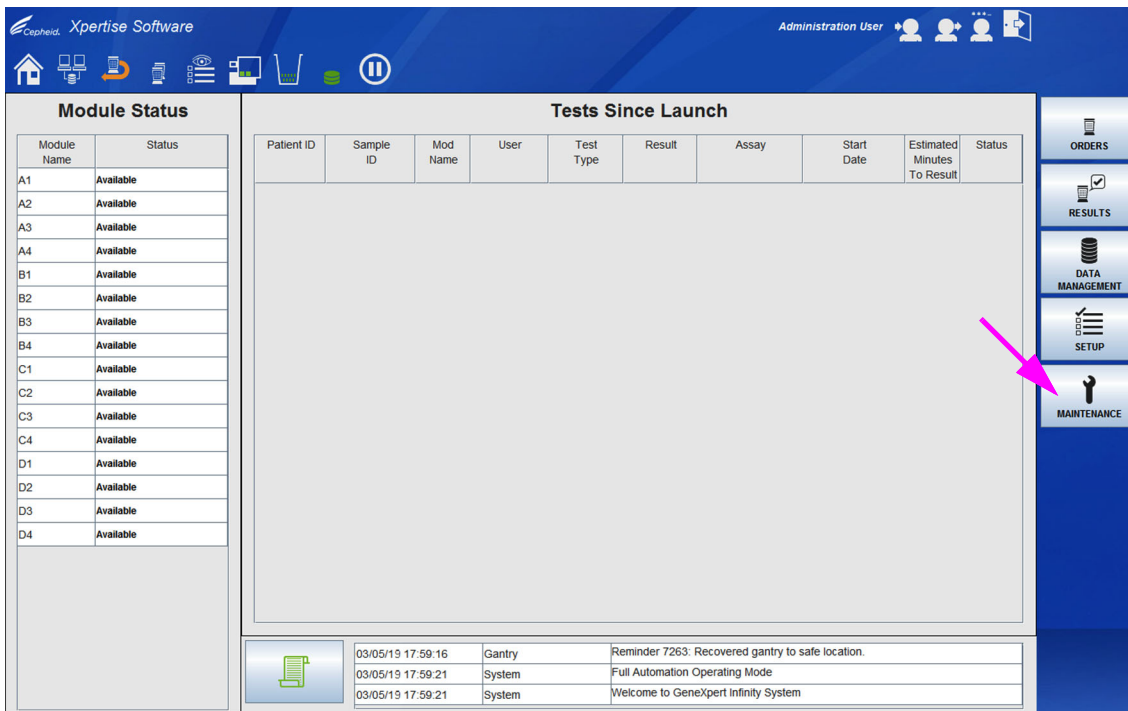 Cepheid. Xpertise Software
Administration User
Module Status
Module Name Status
A1 Available
A2 Available
A3 Available
A4 Available
B1 Available
B2 Available
B3 Available
B4 Available
C1 Available
C2 Available
C3 Available
C4 Available
D1 Available
D2 Available
D3 Available
D4 Available
Tests Since Launch
Patient ID Sample ID Mod Name User Test Type Result Assay Start Date Estimated Minutes To Result Status
03/05/19 17:59:16 Gantry Reminder 7263: Recovered gantry to safe location.
03/05/19 17:59:21 System Full Automation Operating Mode
03/05/19 17:59:21 System Welcome to GeneXpert Infinity System
ORDERS
RESULTS
DATA
MANAGEMENT
SETUP
MAINTENANCE